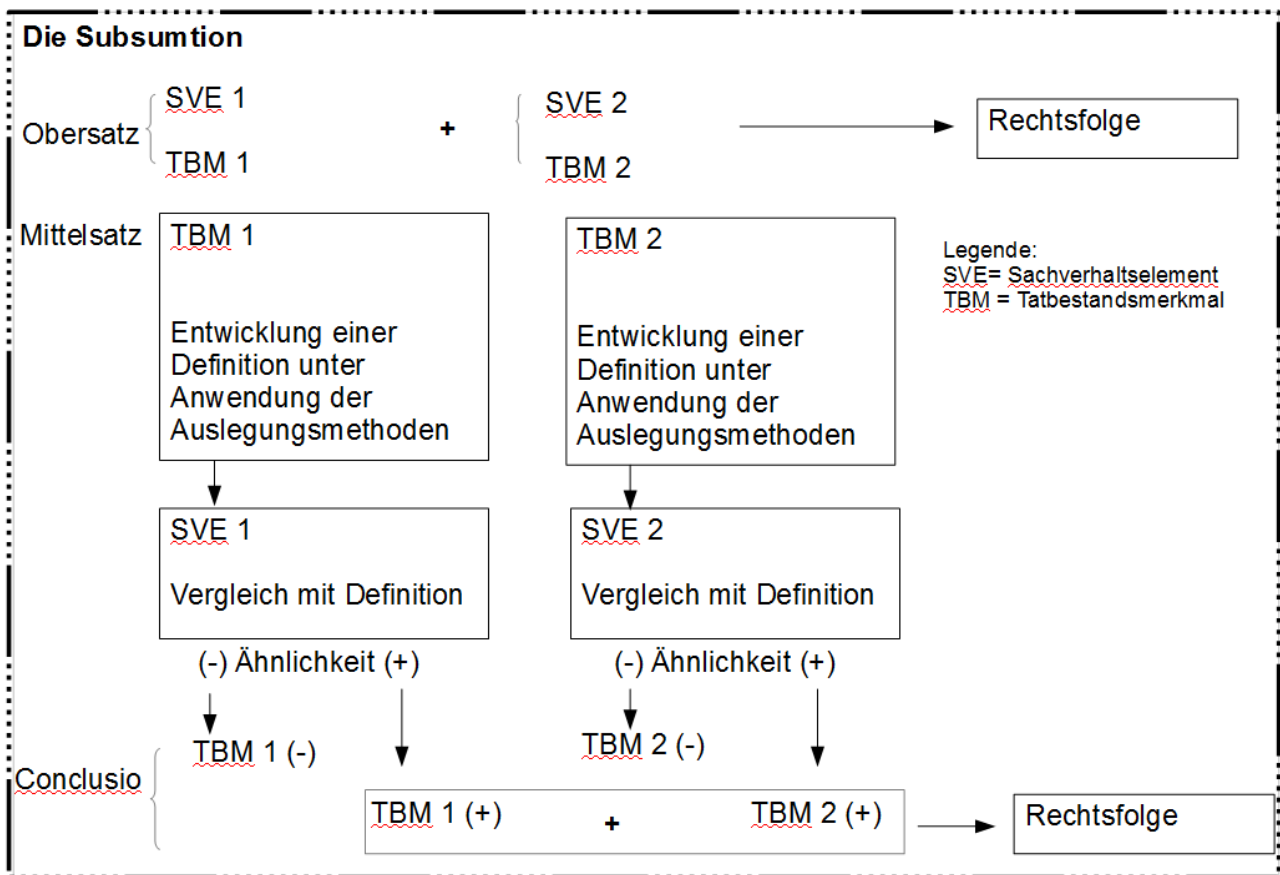 Die Subsumtion
SVE 1
SVE 2
Obersatz
+
Rechtsfolge
TBM 1
TBM 2
Mittelsatz
TBM 1
Entwicklung einer
Definition unter
Anwendung der
Auslegungsmethoden
TBM 2
Entwicklung einer
Definition unter
Anwendung der
Auslegungsmethoden
Legende:
SVE= Sachverhaltselement
TBM = Tatbestandsmerkmal
SVE 1
Vergleich mit Definition
SVE 2
Vergleich mit Definition
(-) Ähnlichkeit (+)
(-) Ähnlichkeit (+)
TBM 1 (-)
TBM 2 (-)
Conclusio
TBM 1 (+) + TBM 2 (+)
Rechtsfolge